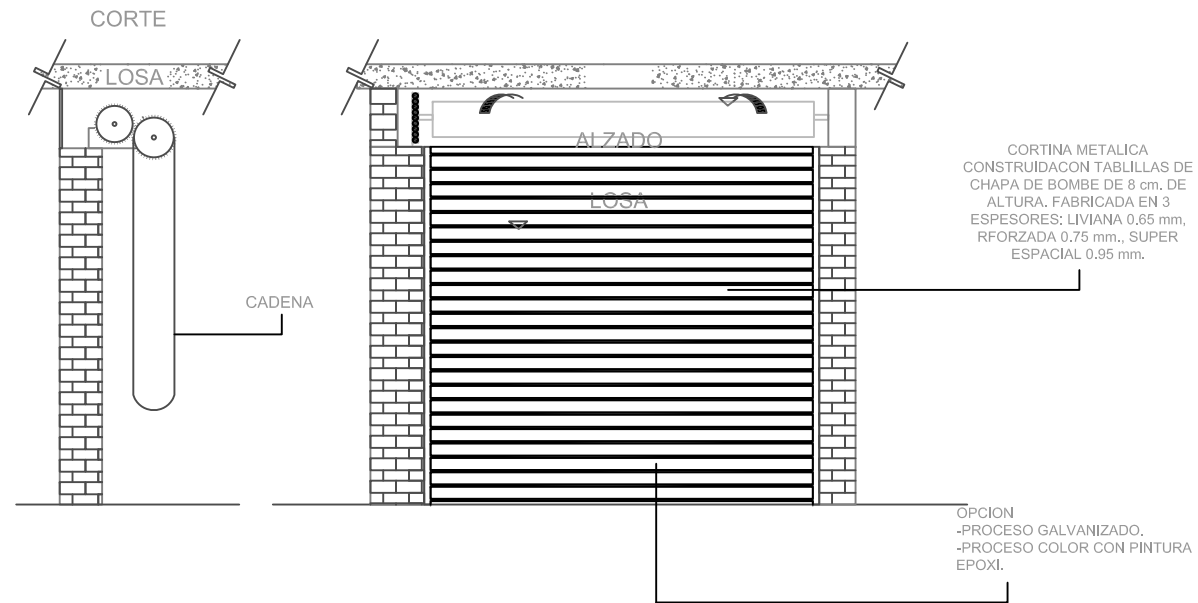 CORTE
LOSA
ALZADO
LOSA
CORTINA METALICA
CONSTRUIDACON TABLILLAS DE
CHAPA DE BOMBE DE 8 cm. DE
ALTURA. FABRICADA EN 3
ESPESORES: LIVIANA 0.65 mm,
RFORZADA 0.75 mm., SUPER
ESPACIAL 0.95 mm.
CADENA
OPCION
-PROCESO GALVANIZADO.
-PROCESO COLOR CON PINTURA
EPOXI.